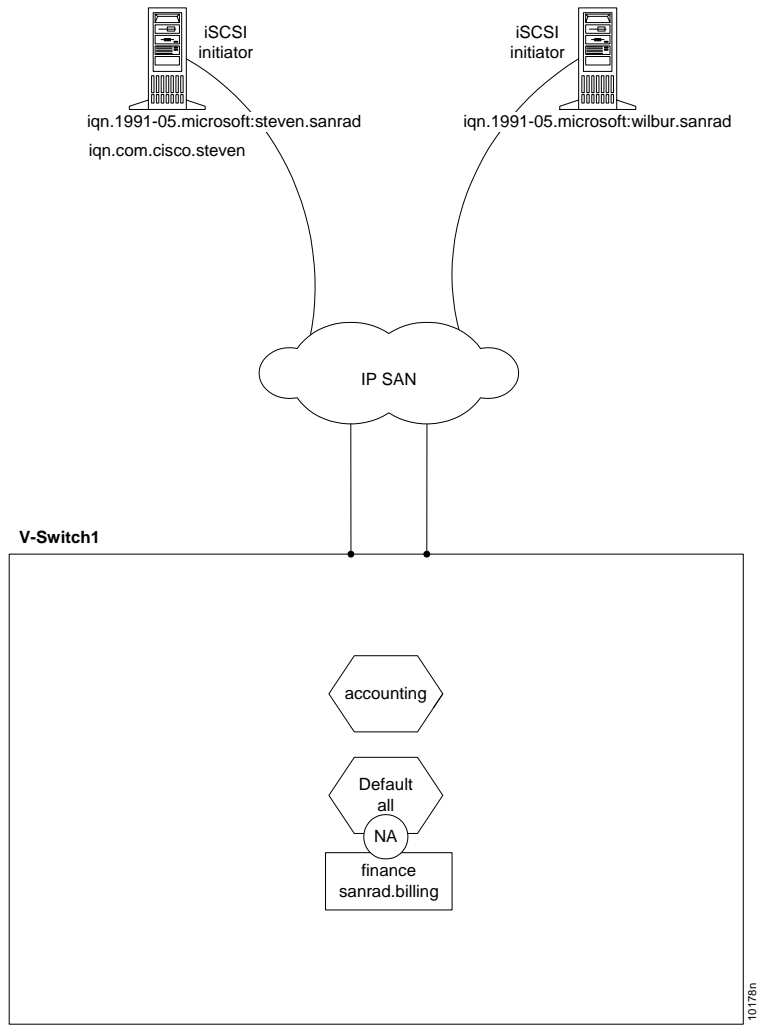 iSCSI
initiator
iSCSI
initiator
iqn.1991-05.microsoft:steven.sanrad
iqn.com.cisco.steven
iqn.1991-05.microsoft:wilbur.sanrad
IP SAN
V-Switch1
accounting
Default
all
NA
finance
sanrad.billing
10178n